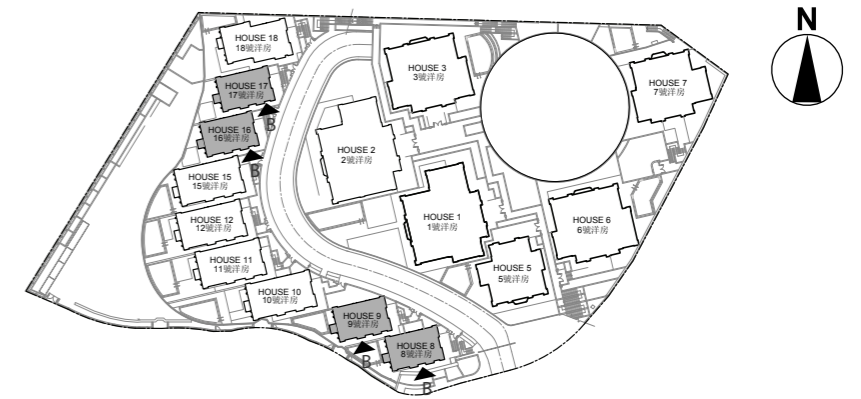 N
HOUSE 18
18號洋房
HOUSE 17
17號洋房
B
HOUSE 16
16號洋房
B
HOUSE 15
15號洋房
HOUSE 12
12號洋房
HOUSE 11
11號洋房
HOUSE 10
10號洋房
HOUSE 9
9號洋房
B
HOUSE 8
8號洋房
B
HOUSE 3
3號洋房
HOUSE 2
2號洋房
HOUSE 1
1號洋房
HOUSE 5
5號洋房
HOUSE 6
6號洋房
HOUSE 7
7號洋房